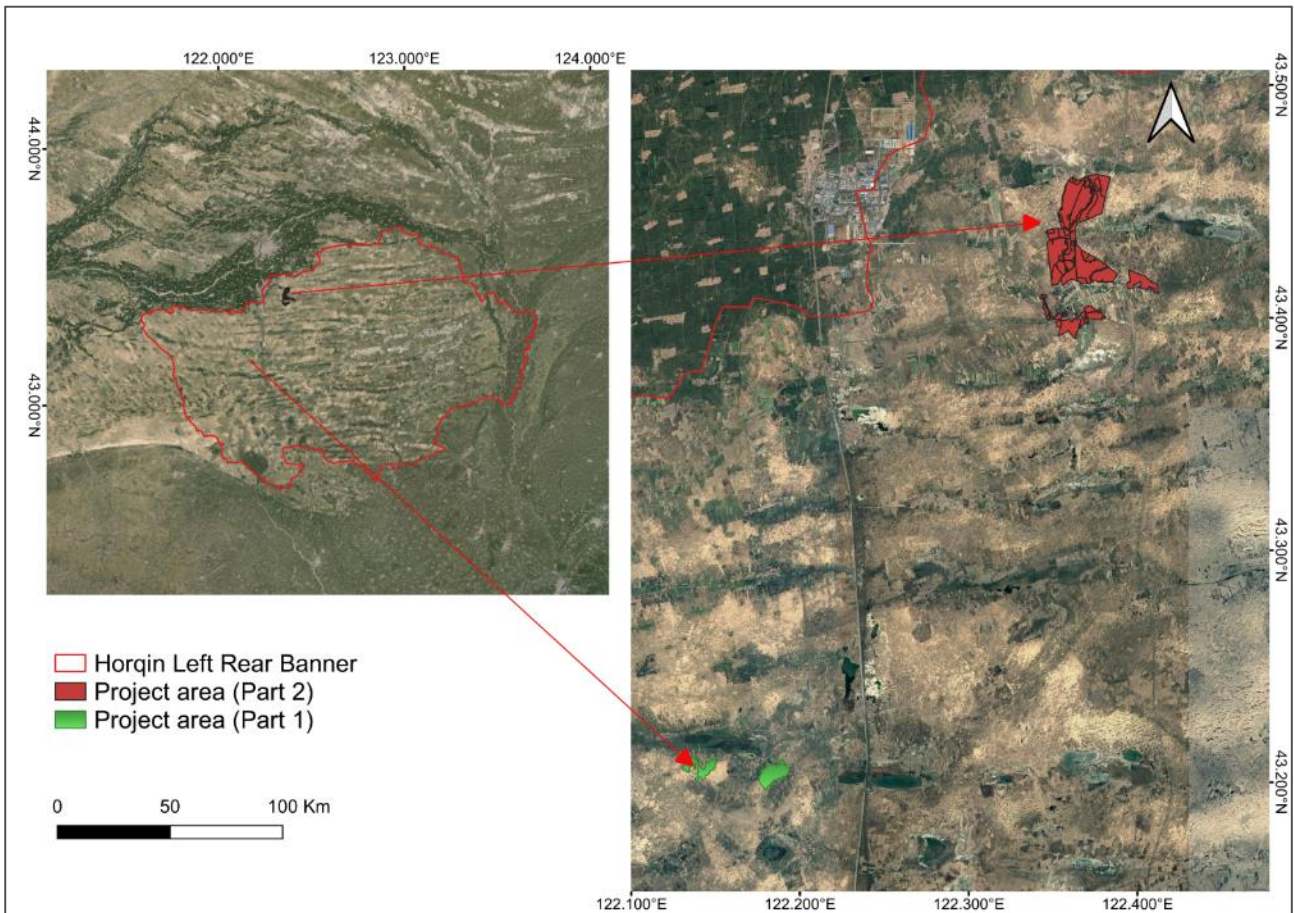 122.000°E
123.000°E
124.000°E
44.000°N
43.000°N
43.500°N
43.400°N
43.300°N
43.200°N
122.100°E
122.200°E
122.300°E
122.400°E
Horqin Left Rear Banner
Project area (Part 2)
Project area (Part 1)
0
50
100 Km